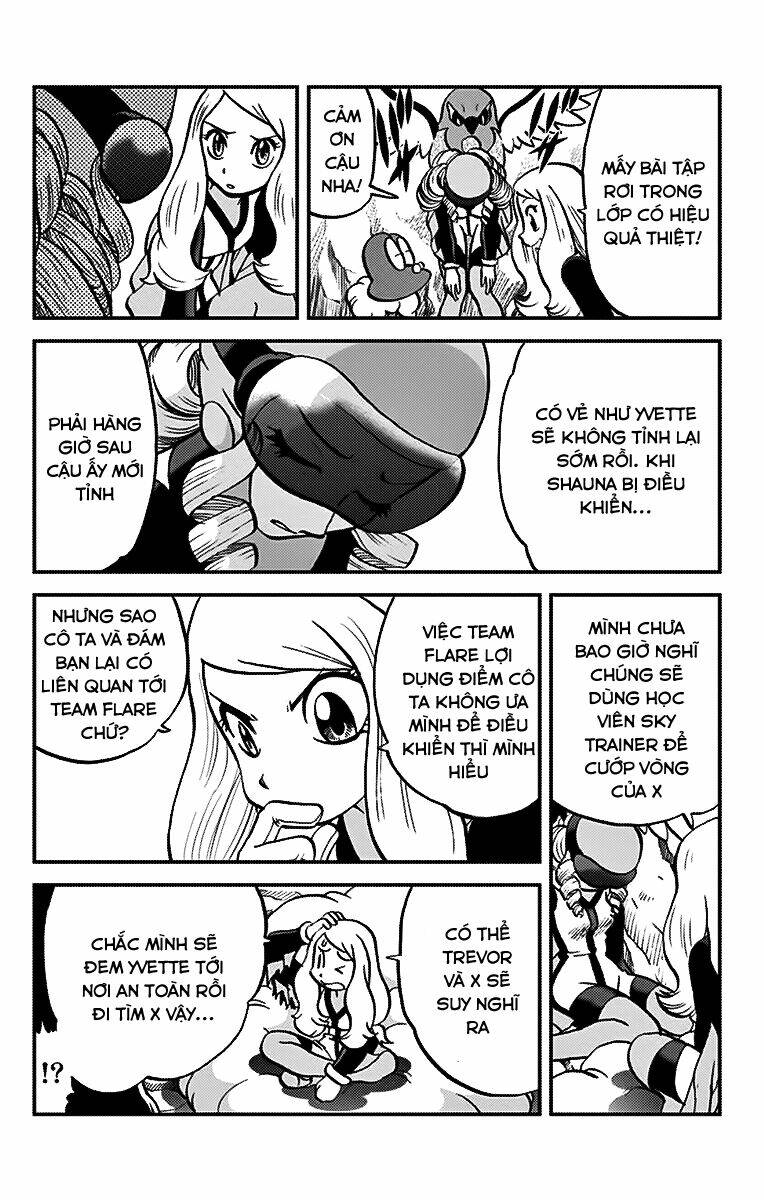 MẤY BÀI TẬP
RƠI TRONG
LỚP CÓ HIỆU
QUẢ THIỆT!
CẢM
ƠN
CẬU
NHA!
CÓ VẺ NHƯ YVETTE
SẼ KHÔNG TỈNH LẠI
SỚM RỒI. KHI
SHAUNA BỊ ĐIỀU
KHIỂN...
PHẢI HÀNG
GIỜ SAU
CẬU ẤY MỚI
TỈNH
MÌNH CHƯA
BAO GIỜ NGHĨ
CHÚNG SẼ
DÙNG HỌC
VIÊN SKY
TRAINER ĐỂ
CƯỚP VÒNG
CỦA X
VIỆC TEAM
FLARE LỢI
DỤNG ĐIỂM CÔ
TA KHÔNG ƯA
MÌNH ĐỂ ĐIỀU
KHIỂN THÌ MÌNH
HIỂU
NHƯNG SAO
CÔ TA VÀ ĐÁM
BẠN LẠI CÓ
LIÊN QUAN TỚI
TEAM FLARE
CHỨ?
CÓ THỂ
TREVOR
VÀ X SẼ
SUY NGHĨ
RA
CHẮC MÌNH SẼ
ĐEM YVETTE TỚI
NƠI AN TOÀN RỒI
ĐI TÌM X VẬY...
!?